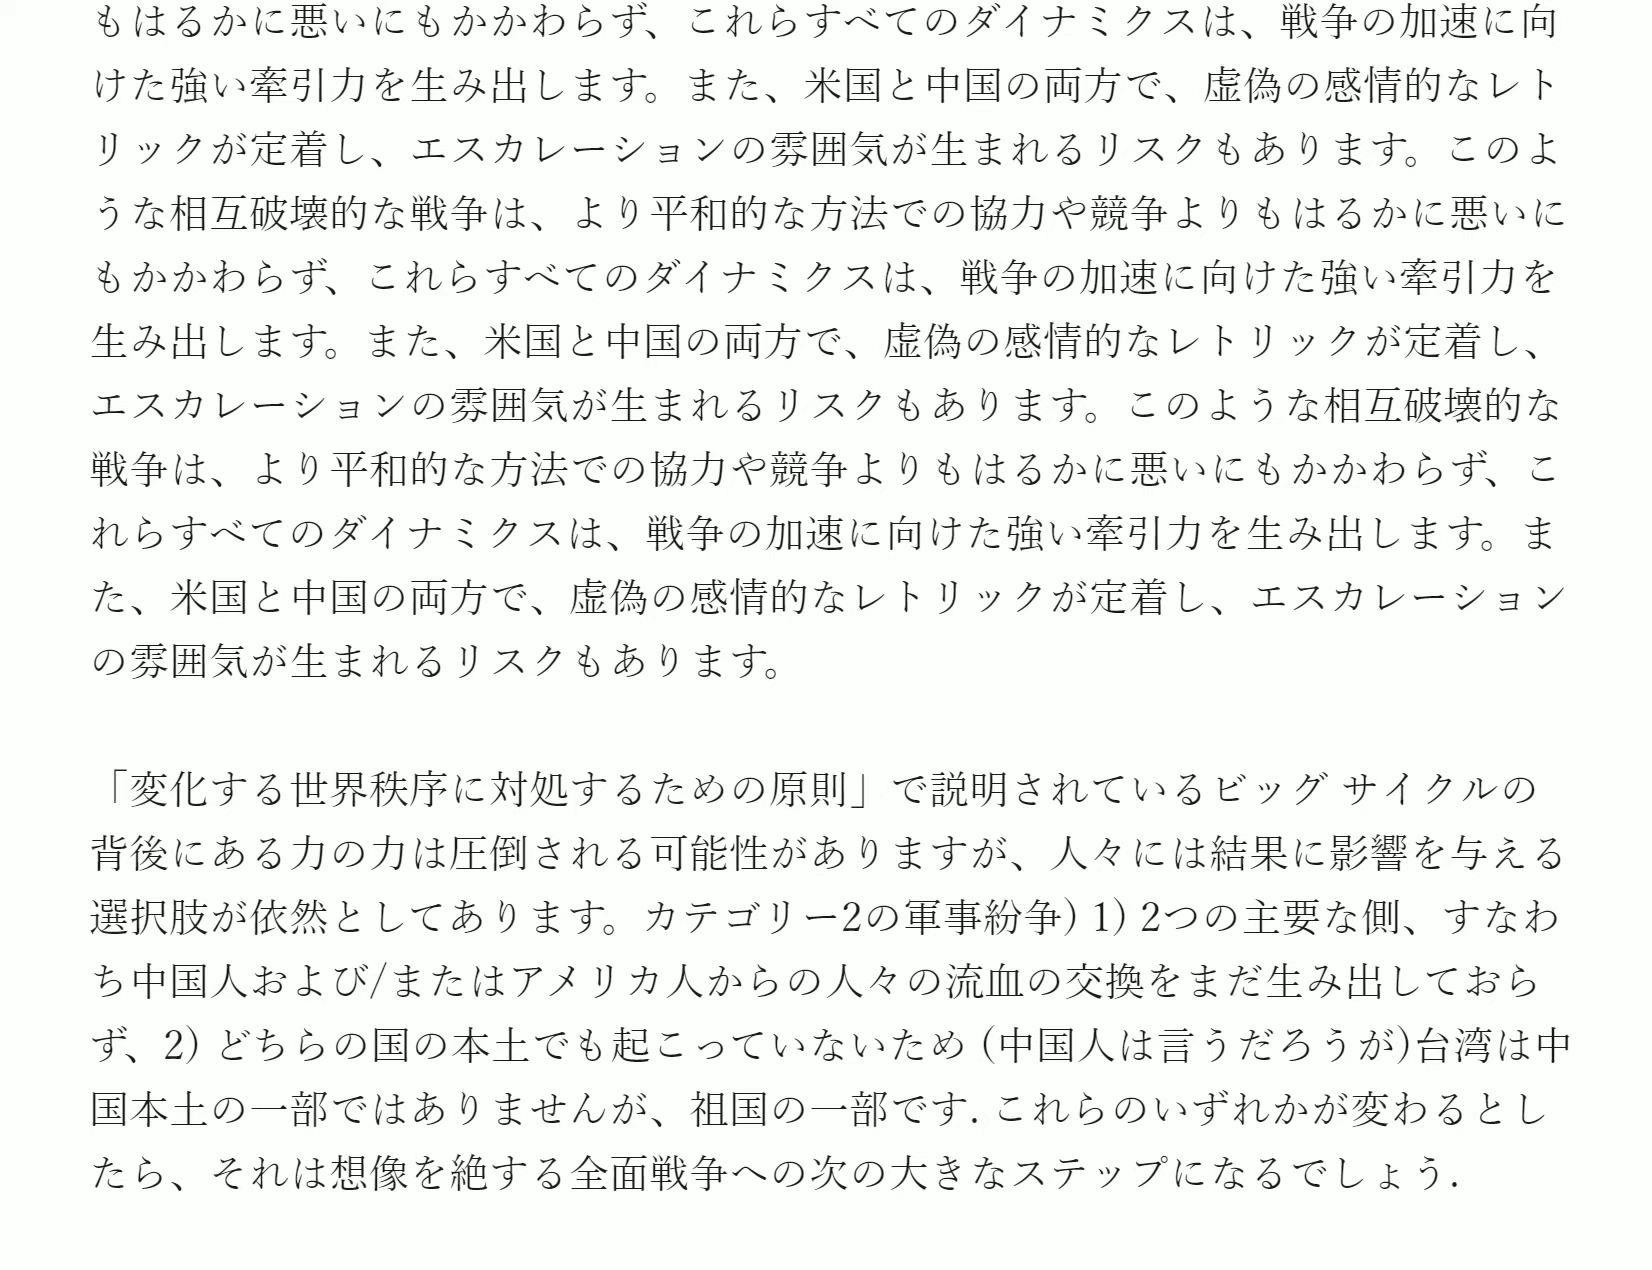 もはるかに悪いにもかかわらず、これらすべてのダイナミクスは、戦争の加速に向
けた強い牽引力を生み出します。また、米国と中国の両方で、虚偽の感情的なレト
リックが定着し、エスカレーションの雰囲気が生まれるリスクもあります。このよ
うな相互破壊的な戦争は、より平和的な方法での協力や競争よりもはるかに悪いに
もかかわらず、これらすべてのダイナミクスは、戦争の加速に向けた強い牽引力を
生み出します。また、米国と中国の両方で、虚偽の感情的なレトリックが定着し、
エスカレーションの雰囲気が生まれるリスクもあります。このような相互破壊的な
戦争は、より平和的な方法での協力や競争よりもはるかに悪いにもかかわらず、こ
れらすべてのダイナミクスは、戦争の加速に向けた強い牽引力を生み出します。ま
た、米国と中国の両方で、虚偽の感情的なレトリックが定着し、エスカレーション
の雰囲気が生まれるリスクもあります。
「変化する世界秩序に対処するための原則」で説明されているビッグ サイクルの
背後にある力の力は圧倒される可能性がありますが、人々には結果に影響を与える
選択肢が依然としてあります。カテゴリー2の軍事紛争) 1) 2つの主要な側、すなわ
ち中国人および/またはアメリカ人からの人々の流血の交換をまだ生み出しておら
ず、2) どちらの国の本土でも起こっていないため (中国人は言うだろうが)台湾は中
国本土の一部ではありませんが、祖国の一部です. これらのいずれかが変わるとし
たら、それは想像を絶する全面戦争への次の大きなステップになるでしょう.